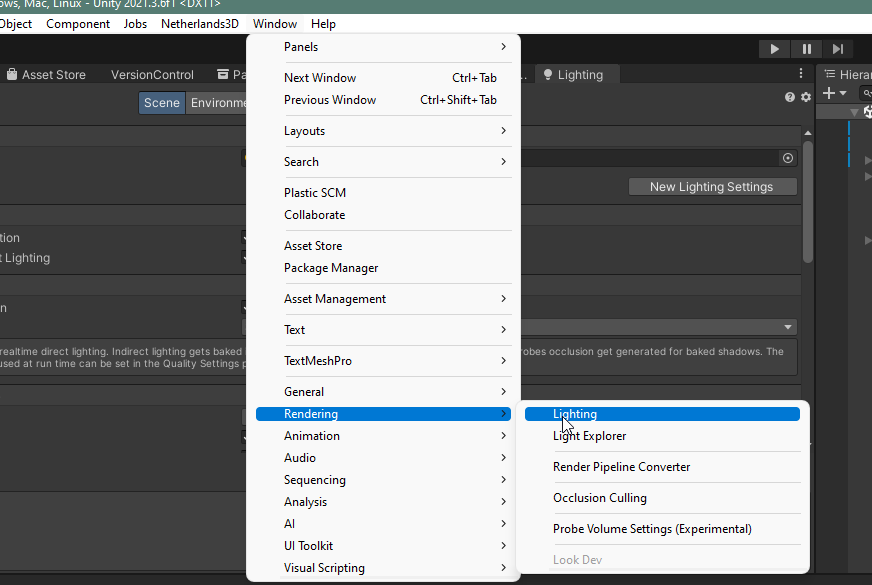 ows, Mac, Linux - Unity 2021.3.6f1 <DX11>
Object Component Jobs Netherlands3D Window Help
Asset Store VersionControl Pa
Lighting
Hierar
Scene Environme
New Lighting Settings
tion
t Lighting
n
realtime direct lighting. Indirect lighting gets baked
robes occlusion get generated for baked shadows. The
used at run time can be set in the Quality Settings p
Panels
Next Window Ctrl+Tab
Previous Window Ctrl+Shift+Tab
Layouts
Search
Plastic SCM
Collaborate
Asset Store
Package Manager
Asset Management
Text
TextMeshPro
General
Rendering
Animation
Audio
Sequencing
Analysis
AI
UI Toolkit
Visual Scripting
Lighting
Light Explorer
Render Pipeline Converter
Occlusion Culling
Probe Volume Settings (Experimental)
Look Dev